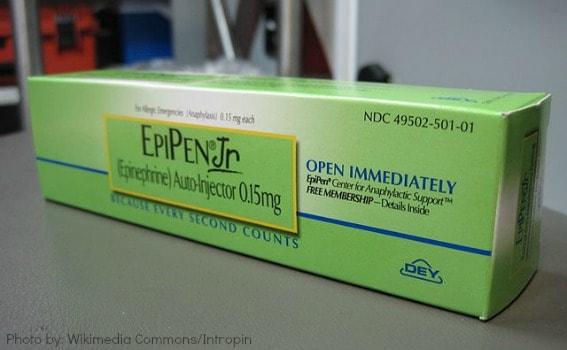 For Allergic Emergencies (Anaphylaxis) 0.15 mg each
NDC 49502-501-01
EPIPEN®Jr
(Epinephrine) Auto-Injector 0.15mg
BECAUSE EVERY SECOND COUNTS
OPEN IMMEDIATELY
EpiPen® Center for Anaphylactic Support™
FREE MEMBERSHIP – Details Inside
DEY
EPIPEN®Jr
Photo by: Wikimedia Commons/Intropin